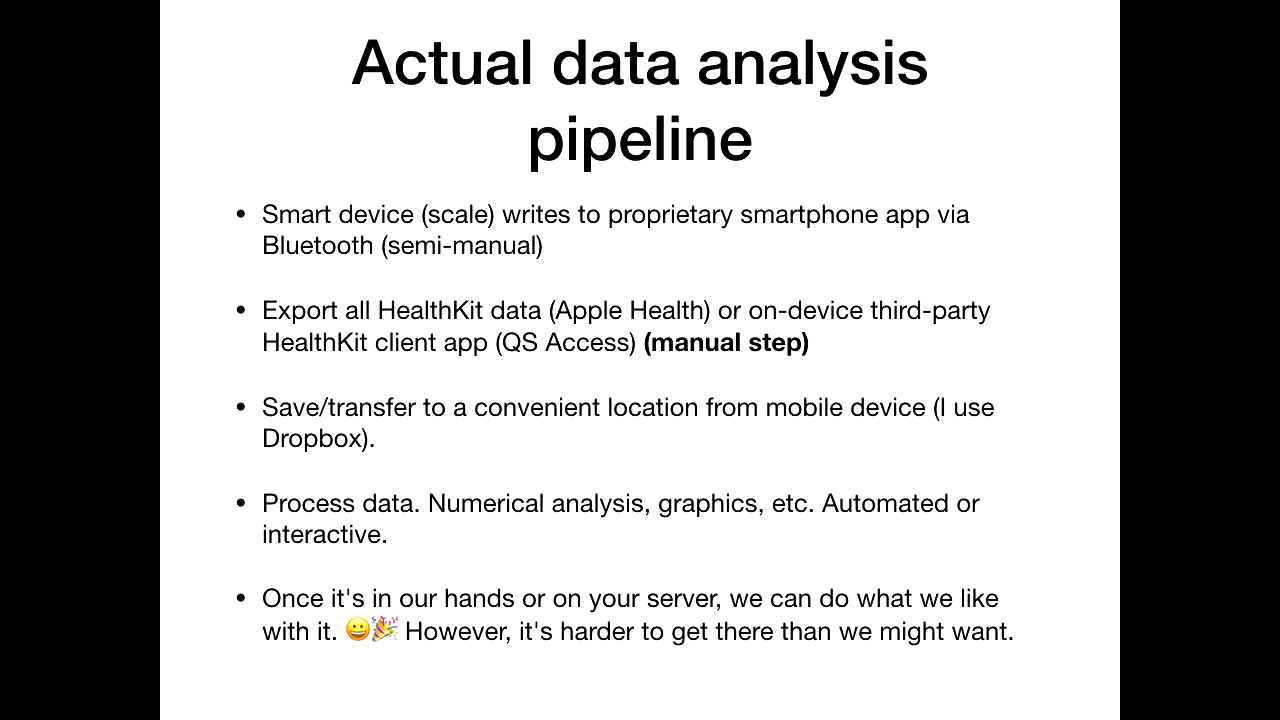 Actual data analysis
pipeline
• Smart device (scale) writes to proprietary smartphone app via
Bluetooth (semi-manual)
• Export all HealthKit data (Apple Health) or on-device third-party
HealthKit client app (QS Access) (manual step)
• Save/transfer to a convenient location from mobile device (I use
Dropbox).
• Process data. Numerical analysis, graphics, etc. Automated or
interactive.
• Once it's in our hands or on your server, we can do what we like
with it. 😀🎉 However, it's harder to get there than we might want.